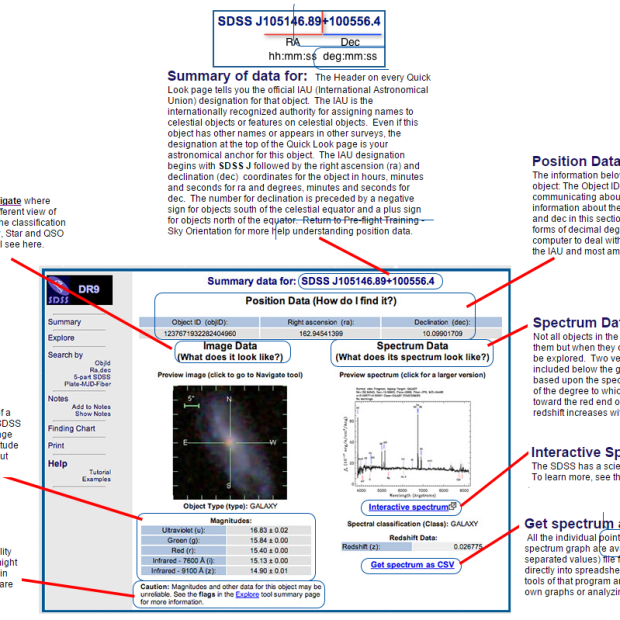 SDSS J105146.89+100556.4
RA Dec
hh:mm:ss deg:mm:ss
Summary of data for: The Header on every Quick
Look page tells you the official IAU (International Astronomical
Union) designation for that object. The IAU is the
internationally recognized authority for assigning names to
celestial objects or features on celestial objects. Even if this
object has other names or appears in other surveys, the
designation at the top of the Quick Look page is your
astronomical anchor for this object. The IAU designation
begins with SDSS J followed by the right ascension (ra) and
declination (dec) coordinates for the object in hours, minutes
and seconds for ra and degrees, minutes and seconds for
dec. The number for declination is preceded by a negative
sign for objects south of the celestial equator and a plus sign
for objects north of the equator. Return to Pre-flight Training -
Sky Orientation for more help understanding position data.
igate where
ferent view of
ne classification
, Star and QSO
l see here.
of a
SDSS
age
itude
ut
ility
night
in
are
Position Data
The information below
object: The Object ID
communicating about
information about the
and dec in this section
forms of decimal deg
computer to deal with
the IAU and most am
Spectrum Dat
Not all objects in the
them but when they
be explored. Two ve
included below the g
based upon the spec
of the degree to whic
toward the red end o
redshift increases wi
Interactive Sp
The SDSS has a scie
To learn more, see th
Get spectrum a
All the individual point
spectrum graph are av
separated values) file f
directly into spreadshe
tools of that program an
own graphs or analyzin
SDSS
DR9
Summary
Explore
Search by
ObjId
Ra,dec
5-part SDSS
Plate-MJD-Fiber
Notes
Add to Notes
Show Notes
Finding Chart
Print
Help
Tutorial
Examples
Summary data for: SDSS J105146.89+100556.4
Position Data (How do I find it?)
Object ID (objID): Right ascension (ra): Declination (dec):
1237671932282404960 162.94541399 10.09901709
Image Data
(What does it look like?)
Preview image (click to go to Navigate tool)
5"
N
E W
S
Object Type (type): GALAXY
Magnitudes:
Ultraviolet (u): 16.83 ± 0.02
Green (g): 15.84 ± 0.00
Red (r): 15.40 ± 0.00
Infrared - 7600 Å (i): 15.13 ± 0.00
Infrared - 9100 Å (z): 14.90 ± 0.01
Caution: Magnitudes and other data for this object may be
unreliable. See the flags in the Explore tool summary page
for more information.
Spectrum Data
(What does its spectrum look like?)
Preview spectrum (click for a larger version)
4000 5000 6000 7000 8000 9000
Wavelength (Angstroms)
Interactive spectrum
Spectral classification (Class): GALAXY
Redshift Data:
Redshift (z): 0.026775
Get spectrum as CSV